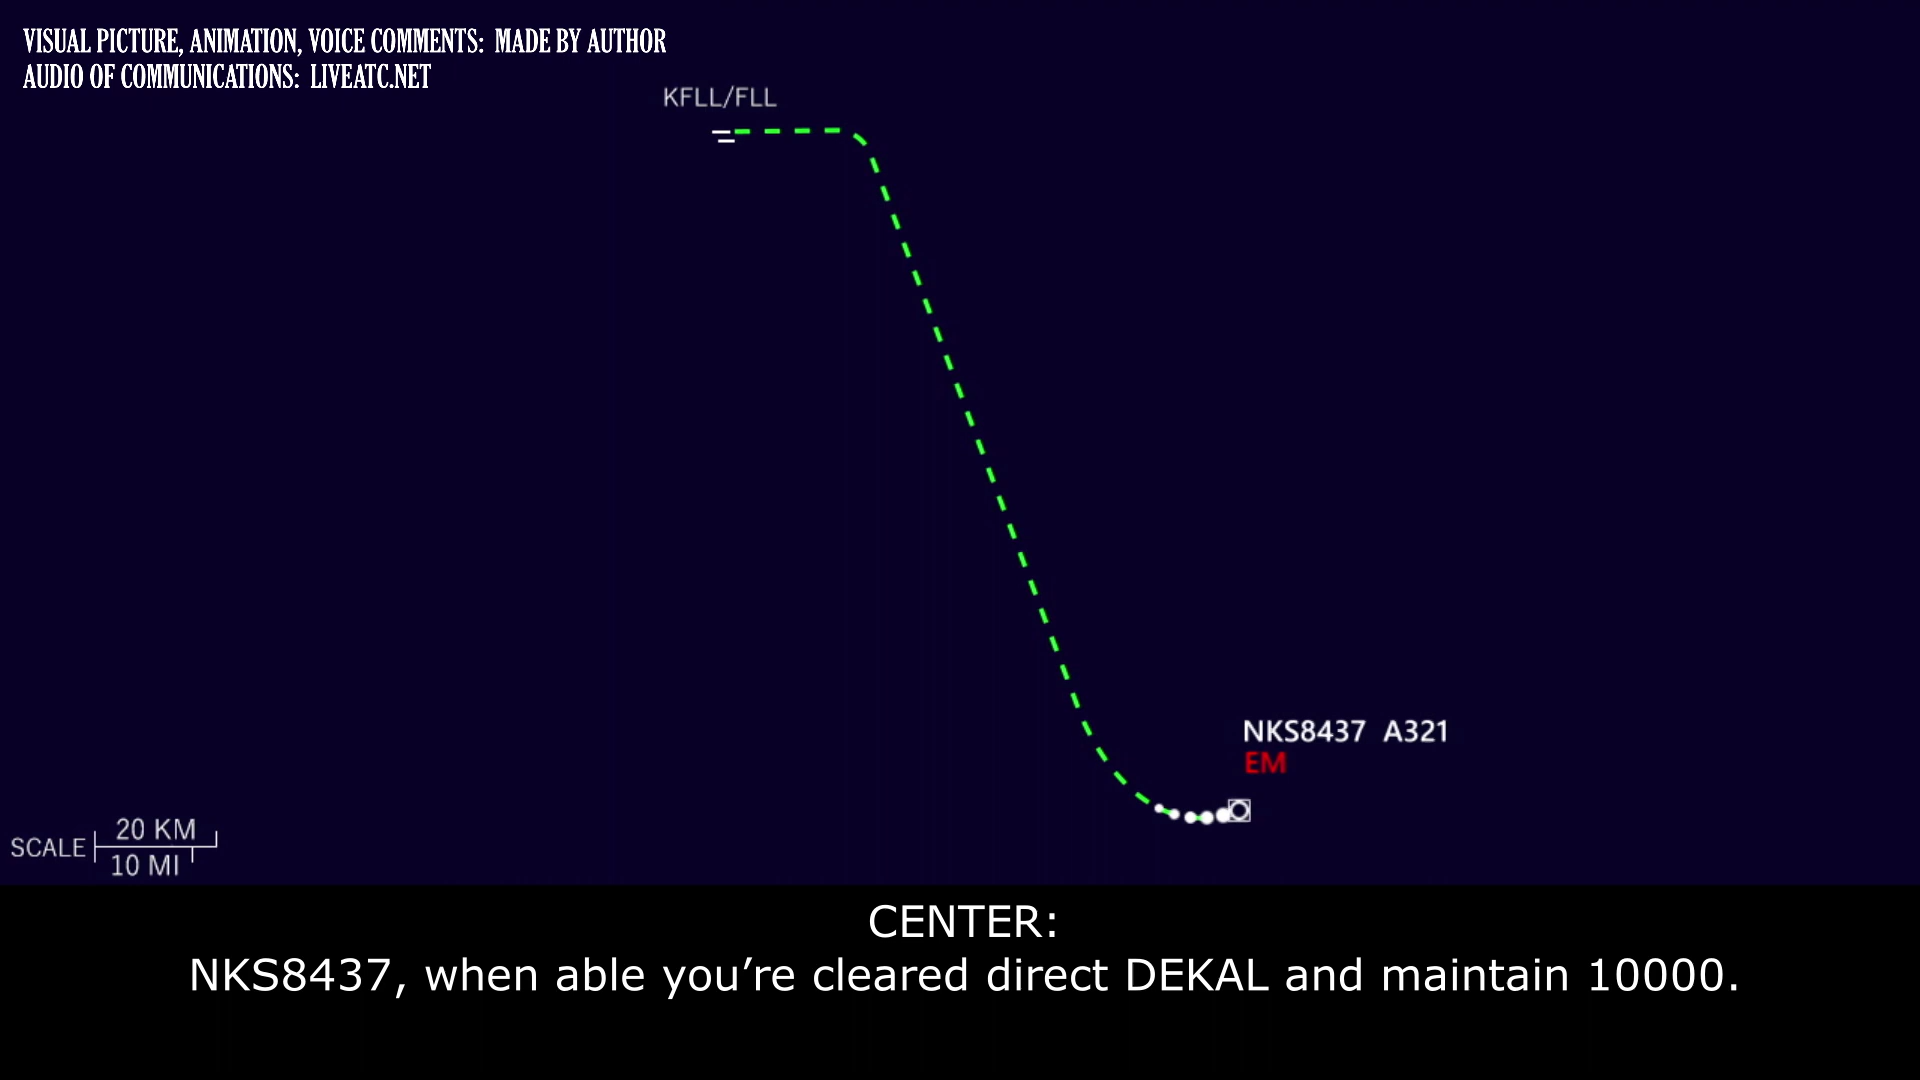 VISUAL PICTURE, ANIMATION, VOICE COMMENTS: MADE BY AUTHOR
AUDIO OF COMMUNICATIONS: LIVEATC.NET
KFLL/FLL
NKS8437 A321
EM
20 KM
SCALE
10 MI
CENTER:
NKS8437, when able you’re cleared direct DEKAL and maintain 10000.